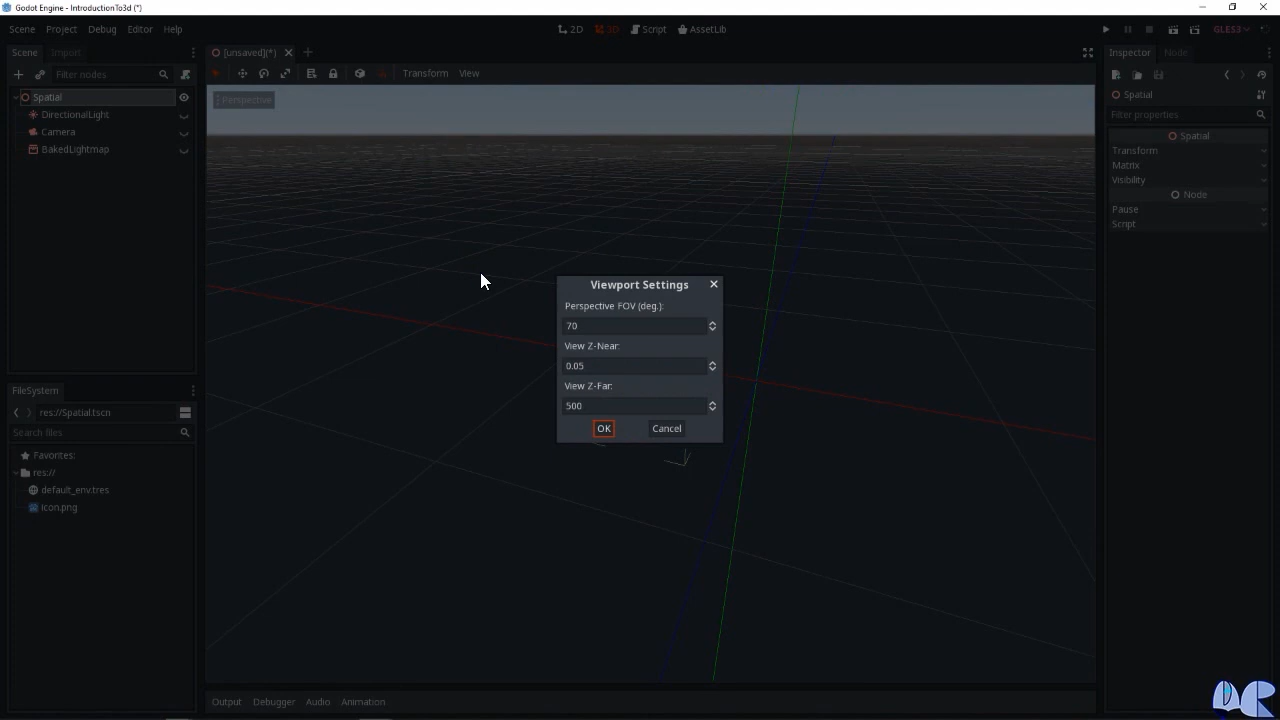 Godot Engine - IntroductionTo3d (*)
Scene Project Debug Editor Help
2D 3D Script AssetLib
GLES3
Scene Import
Filter nodes
Spatial
DirectionalLight
Camera
BakedLightmap
FileSystem
res://Spatial.tscn
Search files
Favorites:
res://
default_env.tres
icon.png
[unsaved](*)
Transform View
Perspective
Viewport Settings
Perspective FOV (deg.):
70
View Z-Near:
0.05
View Z-Far:
500
OK Cancel
Output Debugger Audio Animation
Inspector Node
Spatial
Filter properties
Spatial
Transform
Matrix
Visibility
Node
Pause
Script